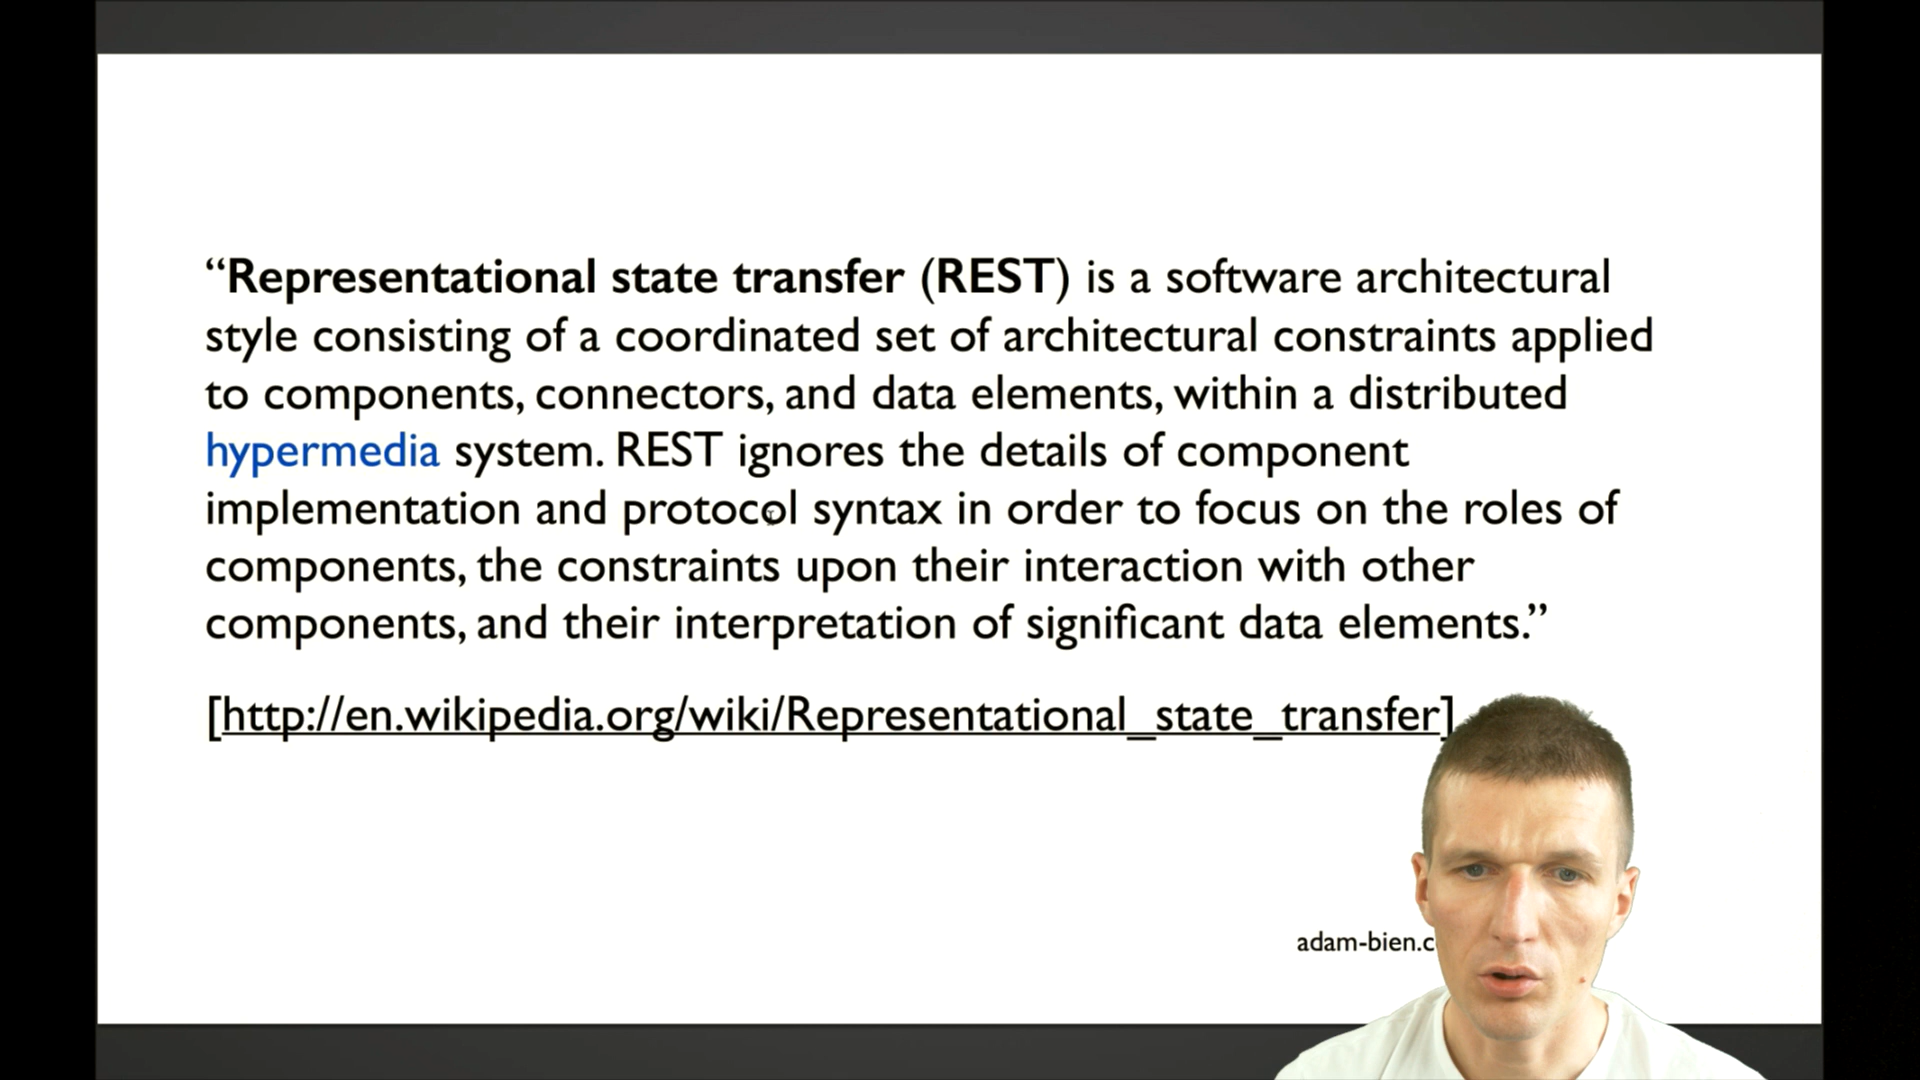 “Representational state transfer (REST) is a software architectural
style consisting of a coordinated set of architectural constraints applied
to components, connectors, and data elements, within a distributed
hypermedia system. REST ignores the details of component
implementation and protocol syntax in order to focus on the roles of
components, the constraints upon their interaction with other
components, and their interpretation of significant data elements.”
[http://en.wikipedia.org/wiki/Representational_state_transfer]
adam-bien.c